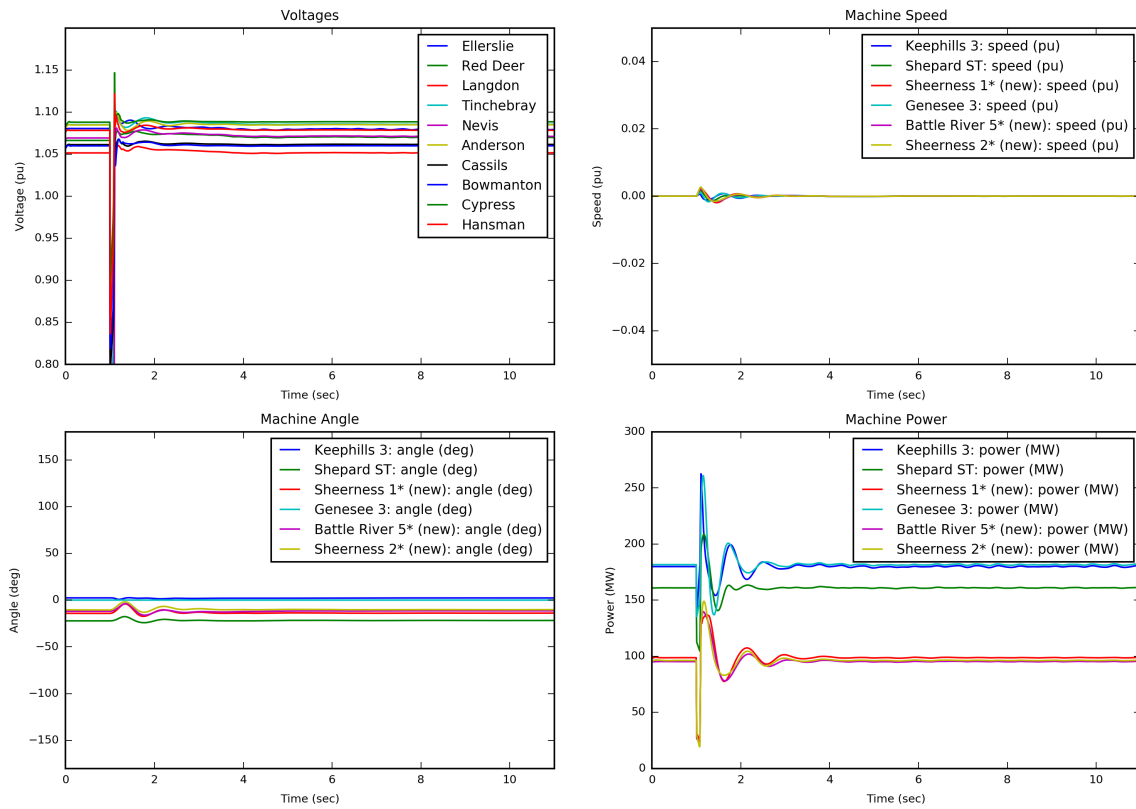 Voltages
Voltage (pu)
1.15
1.10
1.05
1.00
0.95
0.90
0.85
0.80
0 2 4 6 8 10
Time (sec)
Ellerslie
Red Deer
Langdon
Tinchebray
Nevis
Anderson
Cassils
Bowmanton
Cypress
Hansman
Machine Speed
Speed (pu)
0.04
0.02
0.00
−0.02
−0.04
0 2 4 6 8 10
Time (sec)
Keephills 3: speed (pu)
Shepard ST: speed (pu)
Sheerness 1* (new): speed (pu)
Genesee 3: speed (pu)
Battle River 5* (new): speed (pu)
Sheerness 2* (new): speed (pu)
Machine Angle
Angle (deg)
150
100
50
0
−50
−100
−150
0 2 4 6 8 10
Time (sec)
Keephills 3: angle (deg)
Shepard ST: angle (deg)
Sheerness 1* (new): angle (deg)
Genesee 3: angle (deg)
Battle River 5* (new): angle (deg)
Sheerness 2* (new): angle (deg)
Machine Power
Power (MW)
300
250
200
150
100
50
0
0 2 4 6 8 10
Time (sec)
Keephills 3: power (MW)
Shepard ST: power (MW)
Sheerness 1* (new): power (MW)
Genesee 3: power (MW)
Battle River 5* (new): power (MW)
Sheerness 2* (new): power (MW)